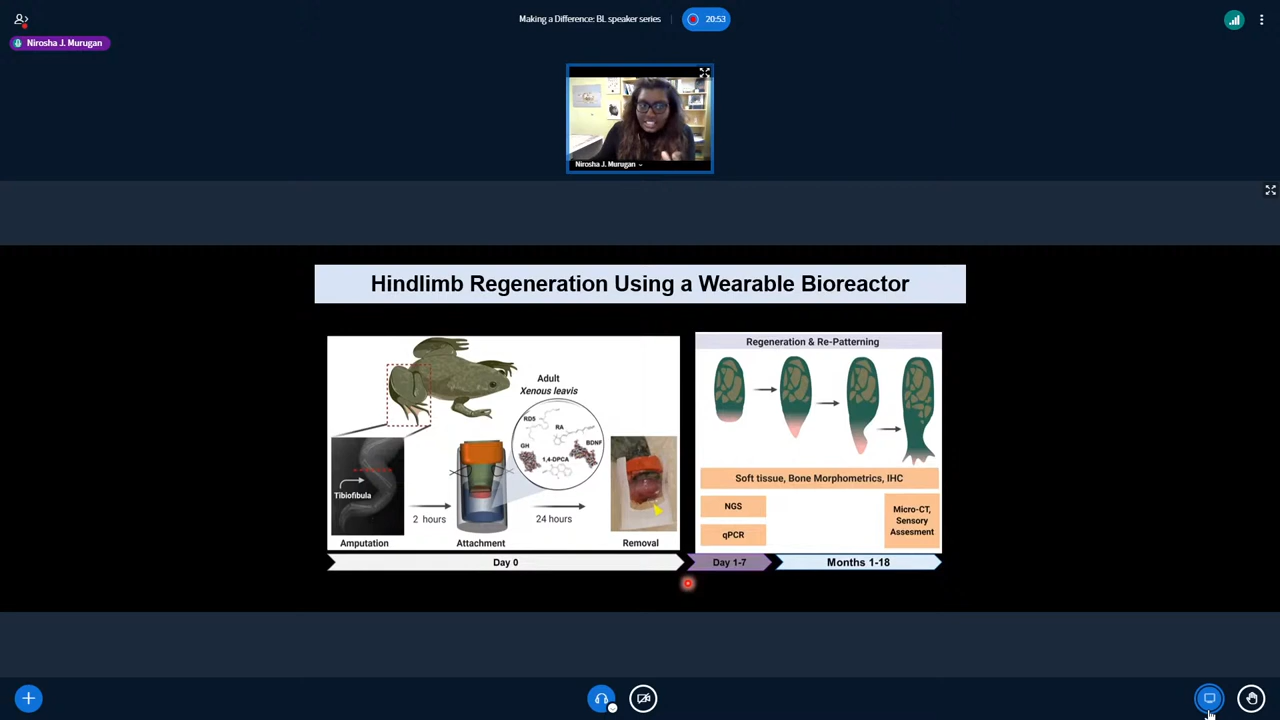 Making a Difference: BL speaker series
20:53
Nirosha J. Murugan
Nirosha J. Murugan
Hindlimb Regeneration Using a Wearable Bioreactor
Adult
Xenous leavis
RD5
RA
GH
BDNF
1,4-DPCA
Tibiofibula
2 hours
24 hours
Amputation
Attachment
Removal
Day 0
Regeneration & Re-Patterning
Soft tissue, Bone Morphometrics, IHC
NGS
qPCR
Micro-CT,
Sensory
Assesment
Day 1-7
Months 1-18